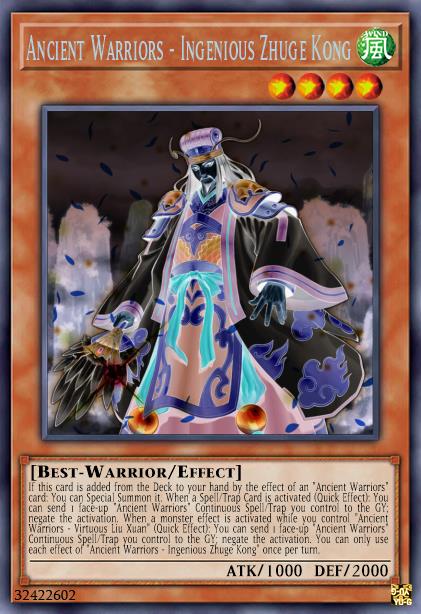 ANCIENT WARRIORS - INGENIOUS ZHUGE KONG
WIND
風
[BEST-WARRIOR/EFFECT]
If this card is added from the Deck to your hand by the effect of an "Ancient Warriors"
card: You can Special Summon it. When a Spell/Trap Card is activated (Quick Effect): You
can send 1 face-up "Ancient Warriors" Continuous Spell/Trap you control to the GY;
negate the activation. When a monster effect is activated while you control "Ancient
Warriors - Virtuous Liu Xuan" (Quick Effect): You can send 1 face-up "Ancient Warriors"
Continuous Spell/Trap you control to the GY; negate the activation. You can only use
each effect of "Ancient Warriors - Ingenious Zhuge Kong" once per turn.
ATK/1000 DEF/2000
32422602